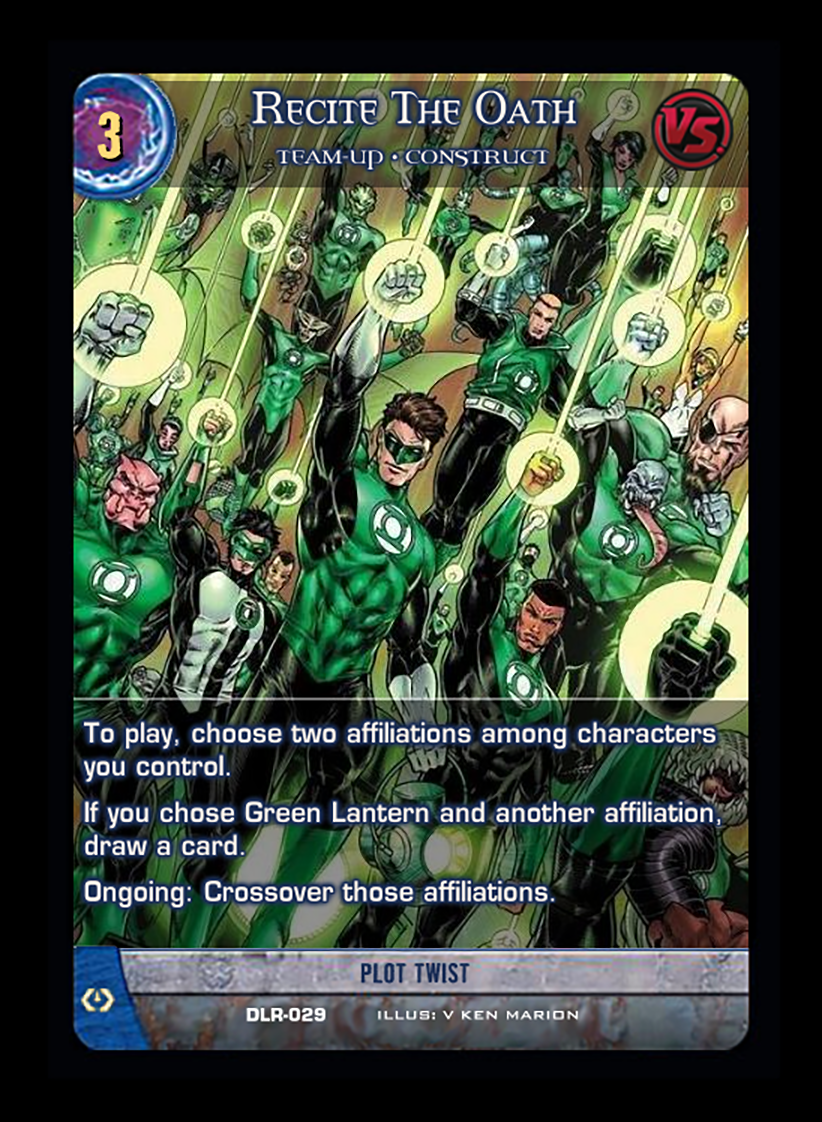 3
Recite The Oath
VS.
Team-Up • Construct
To play, choose two affiliations among characters
you control.
If you chose Green Lantern and another affiliation,
draw a card.
Ongoing: Crossover those affiliations.
PLOT TWIST
DLR-029 ILLUS: V KEN MARION